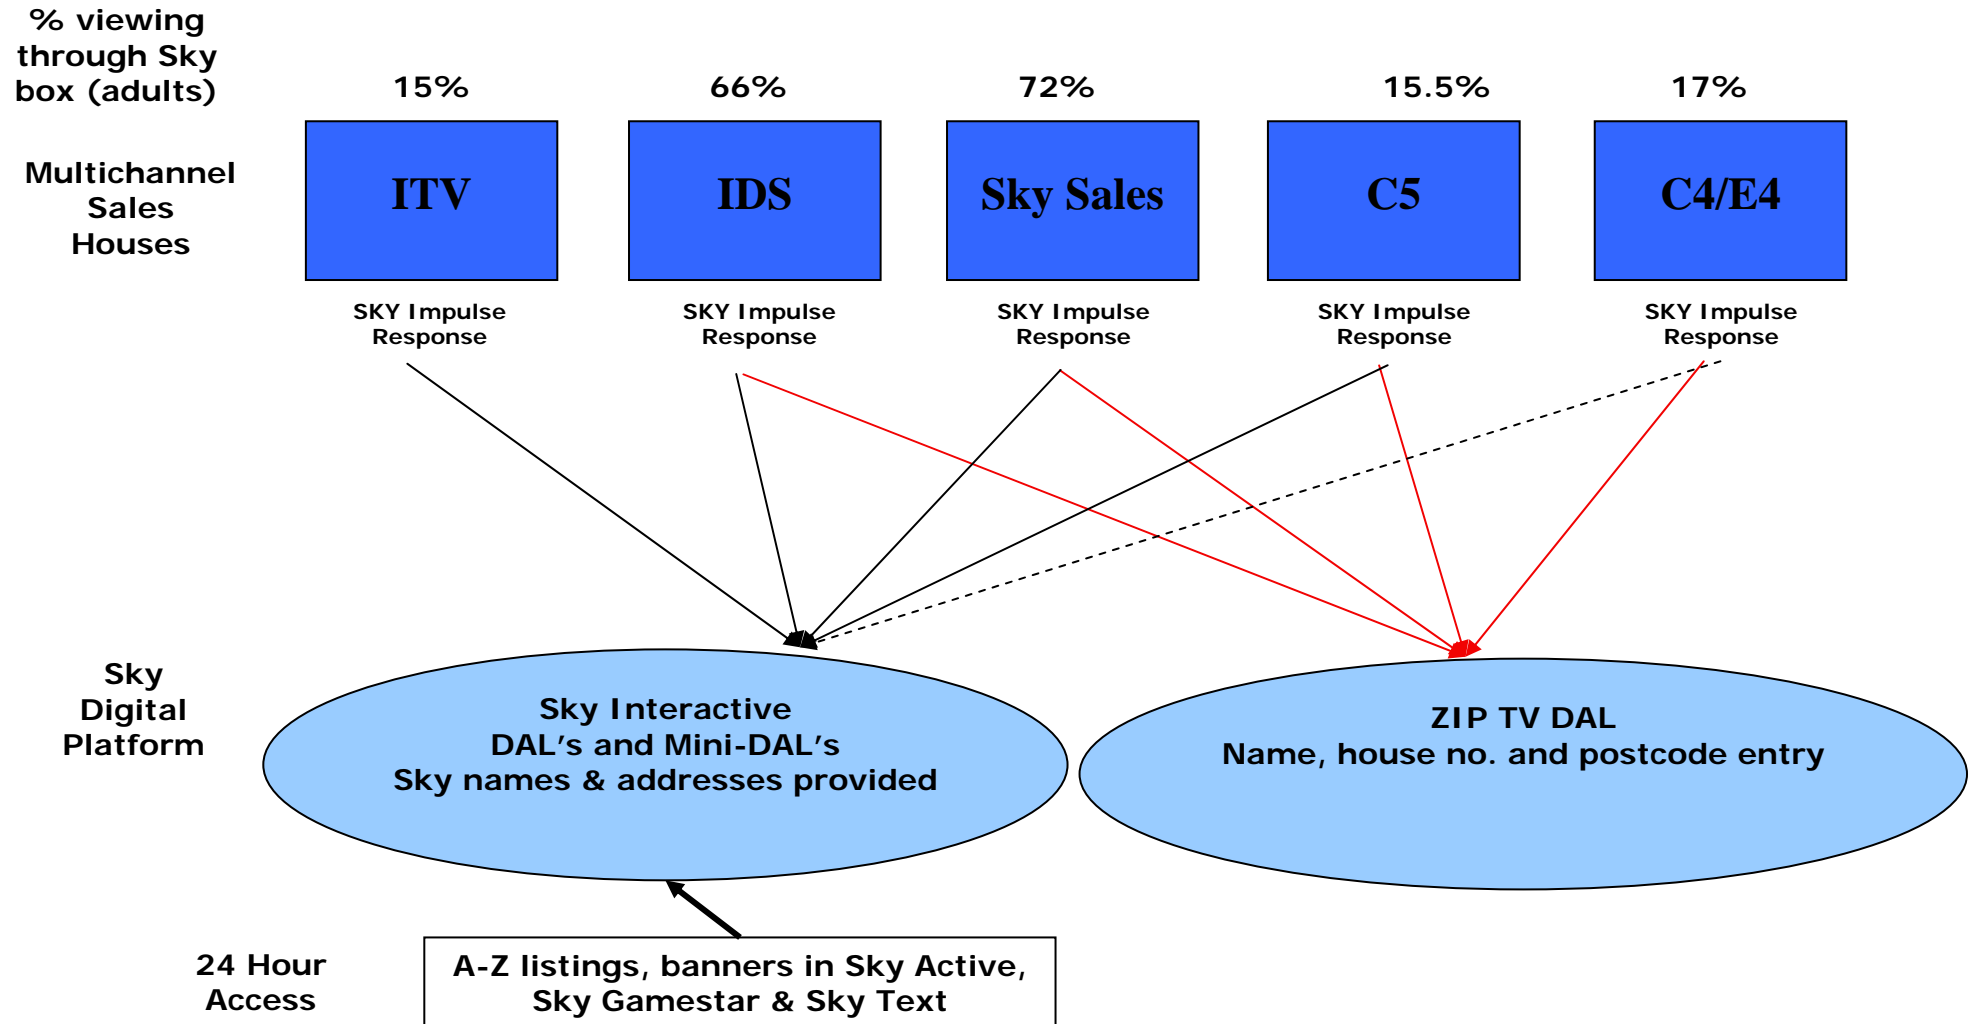 % viewing
through Sky
box (adults)
15% 66% 72% 15.5% 17%
Multichannel
Sales
Houses
ITV IDS Sky Sales C5 C4/E4
SKY Impulse SKY Impulse SKY Impulse SKY Impulse SKY Impulse
Response Response Response Response Response
Sky
Digital
Platform
Sky Interactive
DAL's and Mini-DAL's
Sky names & addresses provided
ZIP TV DAL
Name, house no. and postcode entry
24 Hour
Access
A-Z listings, banners in Sky Active,
Sky Gamestar & Sky Text